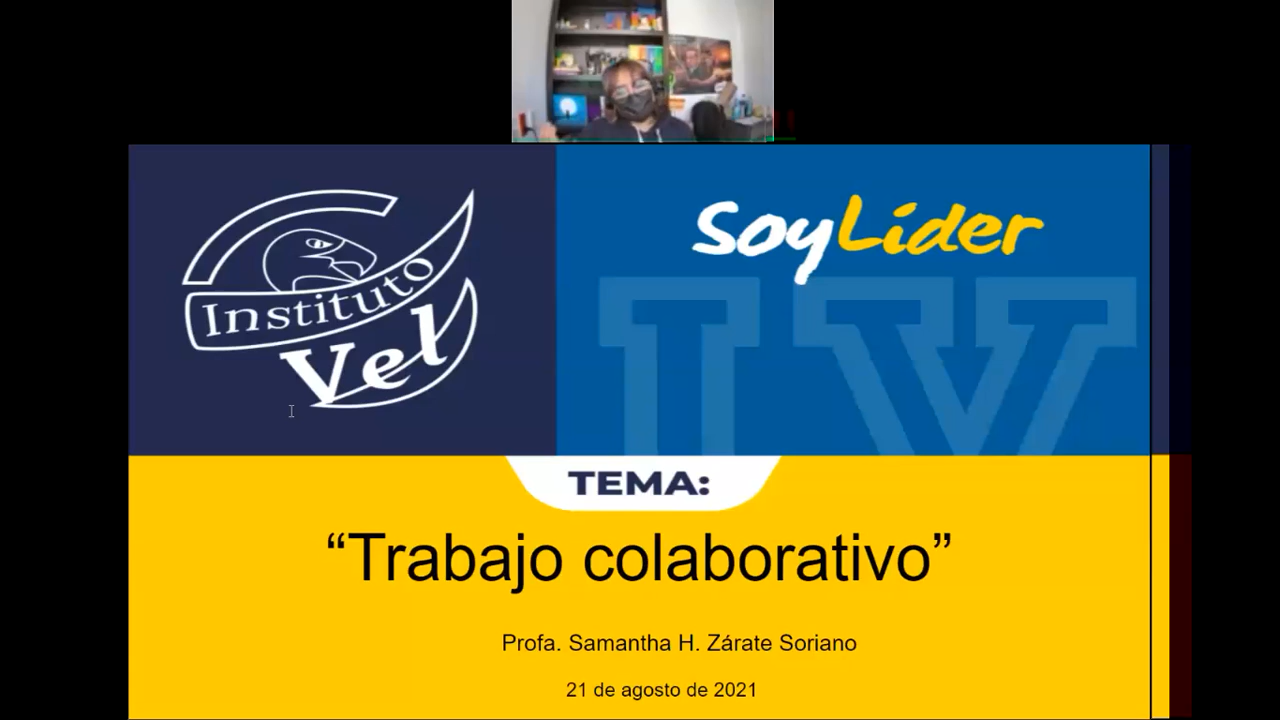 Instituto
Vel
SoyLíder
IV
TEMA:
“Trabajo colaborativo”
Profa. Samantha H. Zárate Soriano
21 de agosto de 2021